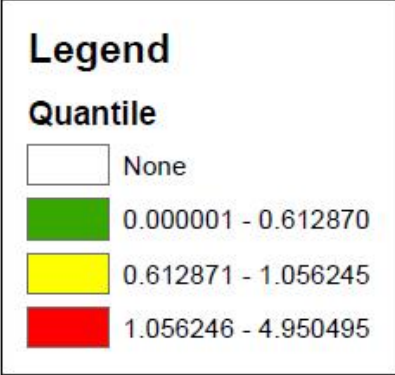 Legend
Quantile
None
0.000001 - 0.612870
0.612871 - 1.056245
1.056246 - 4.950495